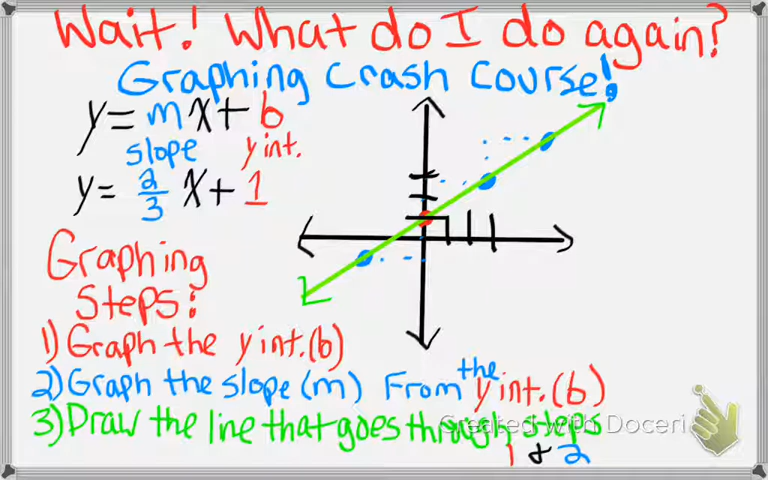 Wait! What do I do again?
Graphing Crash Course!
y = mx + b
slope y int.
y = 2/3 x + 1
Graphing
Steps:
1) Graph the y int. (b)
2) Graph the slope (m) From the y int. (b)
3) Draw the line that goes through steps
1 & 2
Created with Doceri